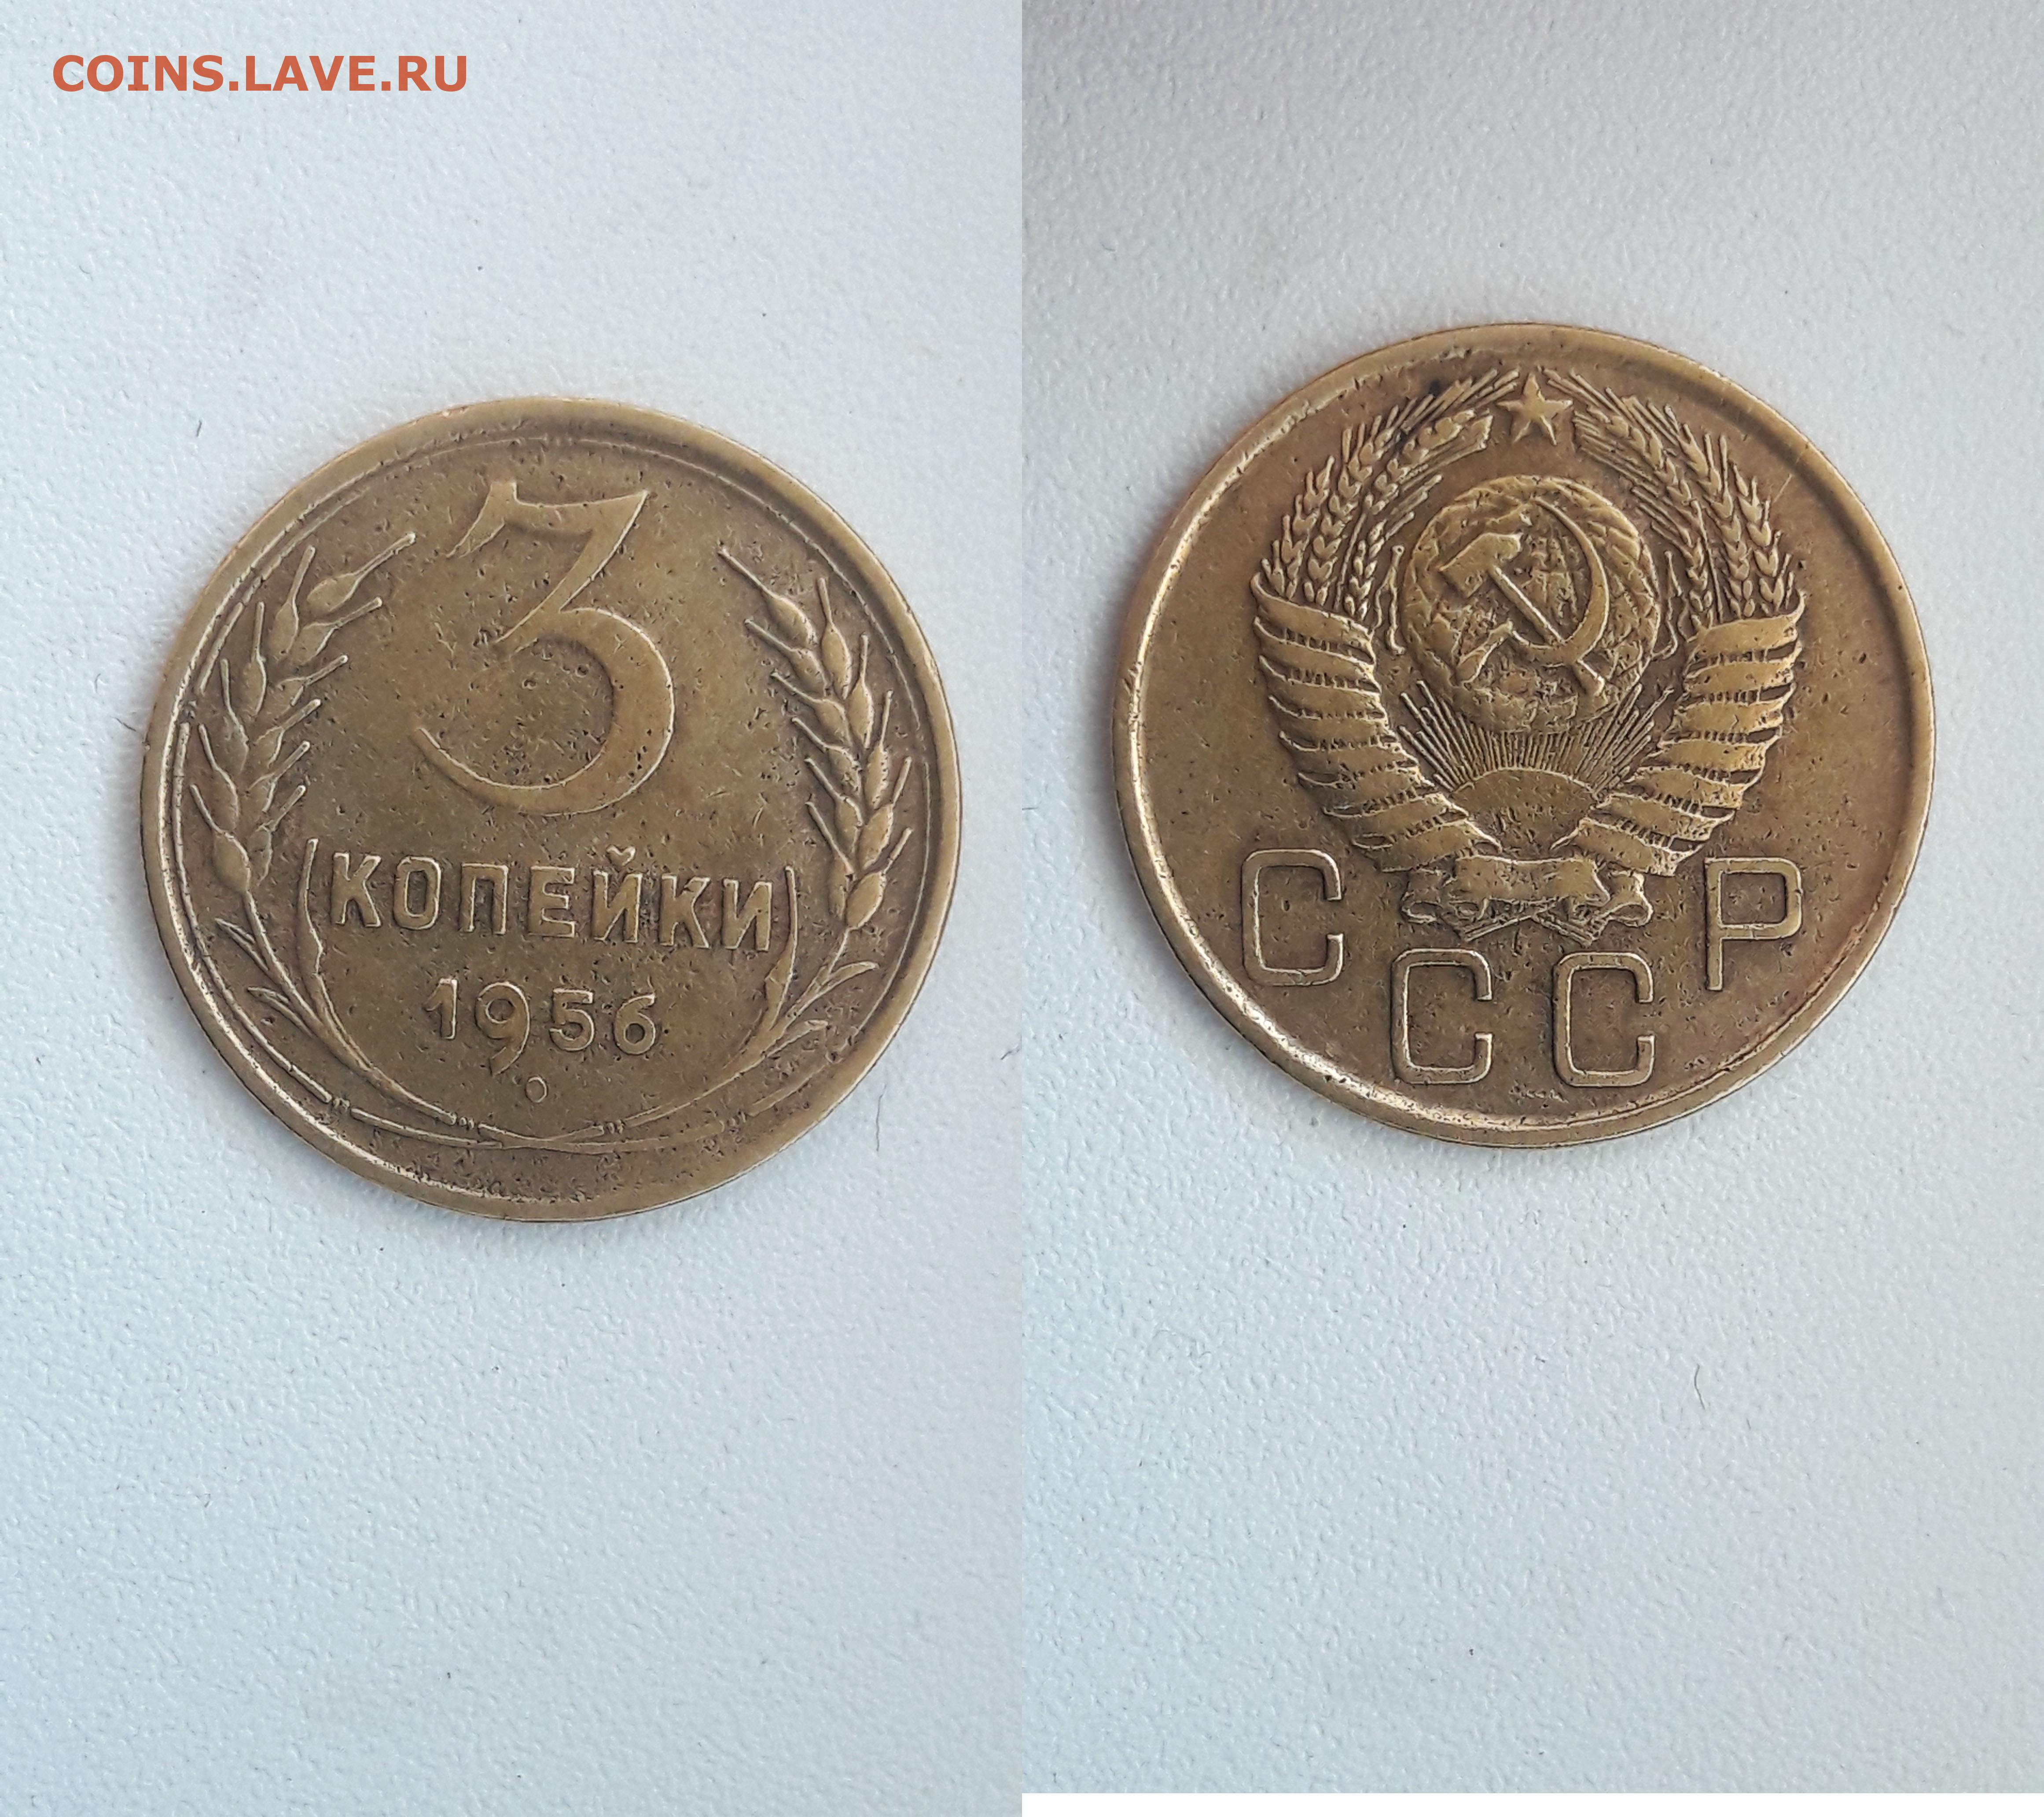 COINS.LAVE.RU
3
КОПЕЙКИ
1956
СССР